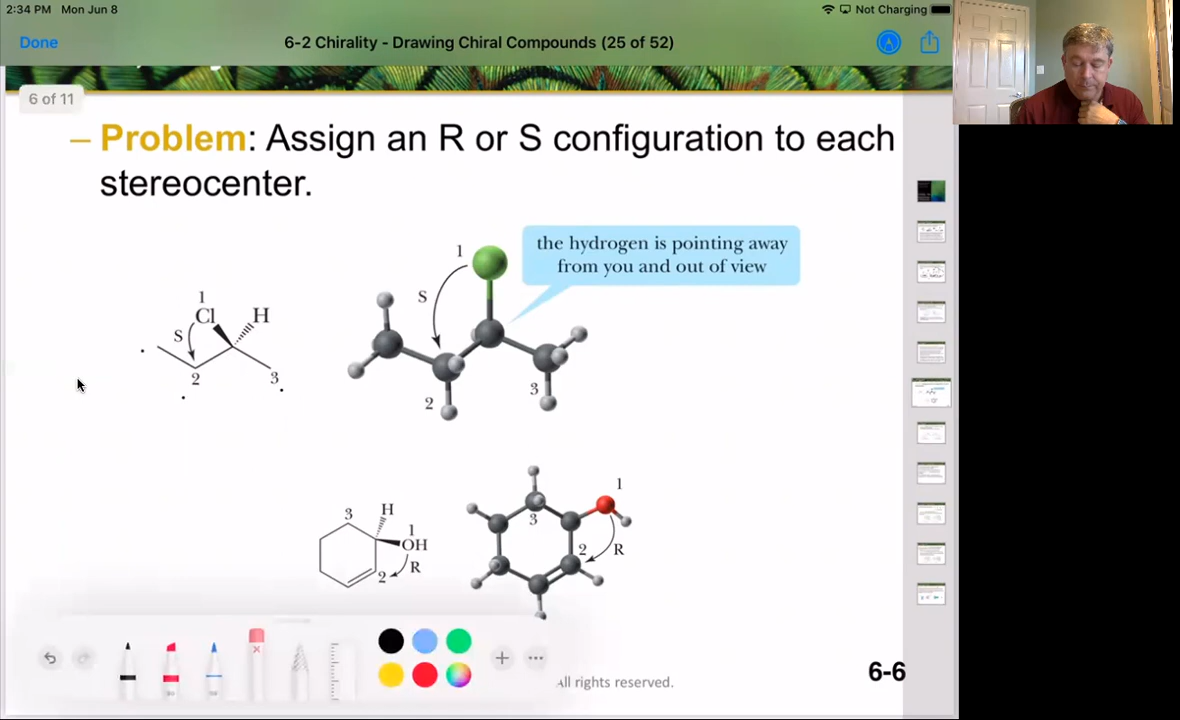 2:34 PM Mon Jun 8
Not Charging
Done
6-2 Chirality - Drawing Chiral Compounds (25 of 52)
6 of 11
– Problem: Assign an R or S configuration to each
stereocenter.
the hydrogen is pointing away
from you and out of view
1
Cl
H
S
2
3
1
S
2
3
3
H
1
OH
R
2
1
3
2
R
All rights reserved.
6-6